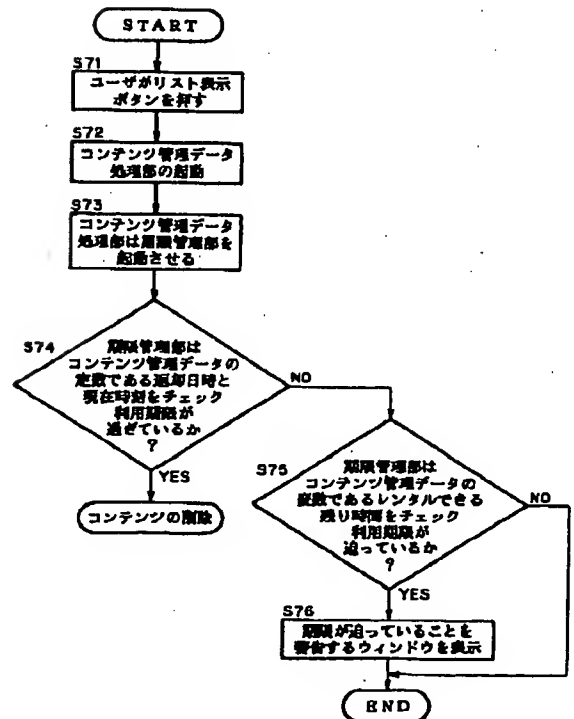 START
S71
ユーザがリスト表示
ボタンを押す
S72
コンテンツ管理データ
処理部の起動
S73
コンテンツ管理データ
処理部は期限管理部を
起動させる
S74
期限管理部は
コンテンツ管理データの
定数である返却日時と
現在時刻をチェック
利用期限が
過ぎているか
?
NO
YES
コンテンツの削除
S75
期限管理部は
コンテンツ管理データの
変数であるレンタルできる
残り時間をチェック
利用期限が
迫っているか
?
NO
YES
S76
期限が迫っていることを
警告するウィンドウを表示
END